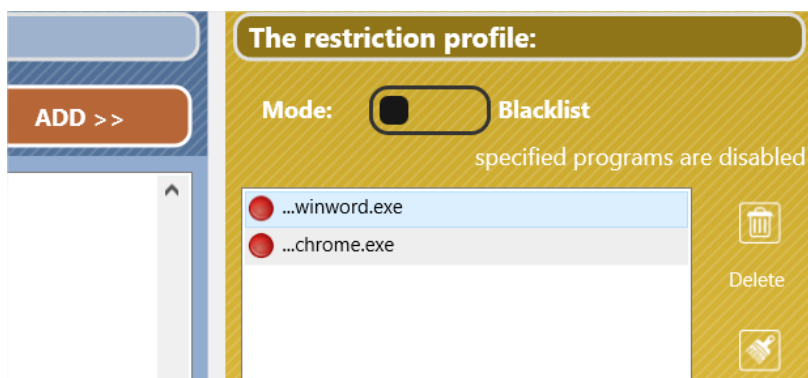 The restriction profile:
ADD >>
Mode:
Blacklist
specified programs are disabled
...winword.exe
...chrome.exe
Delete